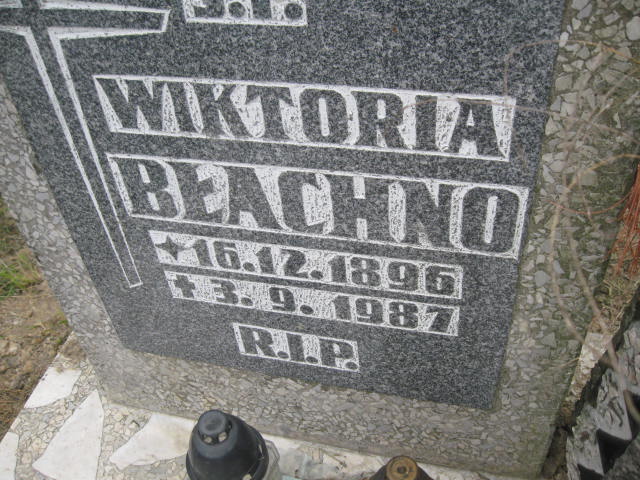 Ś.P.
WIKTORIA
BEACHNO
★16.12.1896
✝3.9.1987
R.I.P.